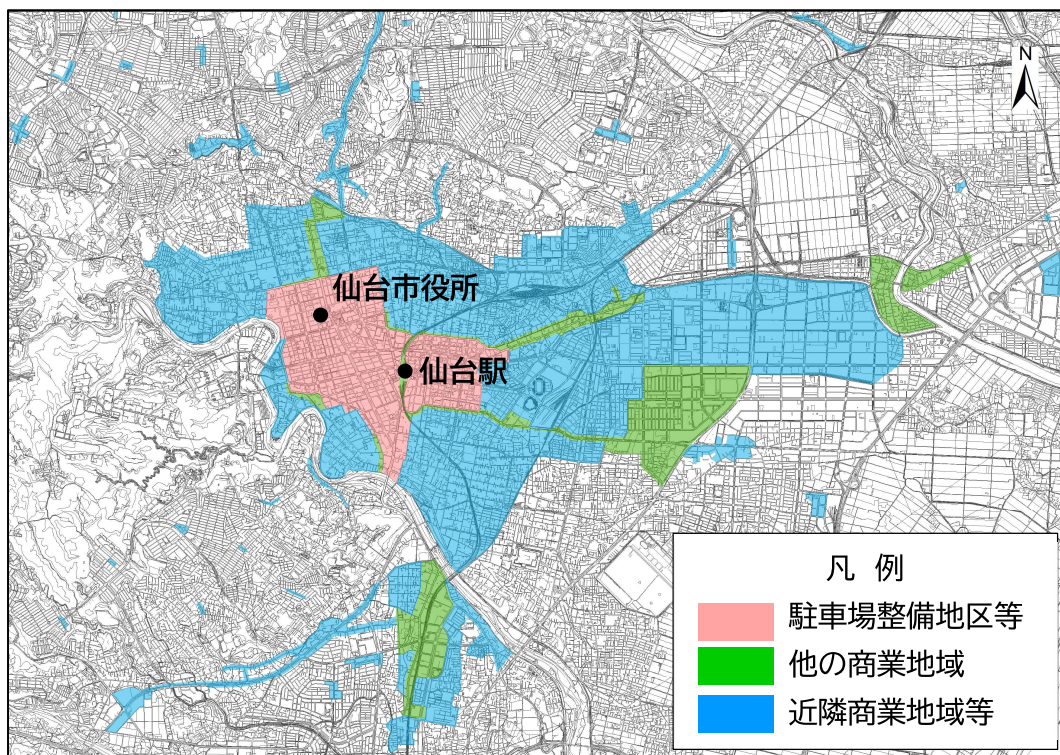 N
仙台市役所
仙台駅
凡 例
駐車場整備地区等
他の商業地域
近隣商業地域等